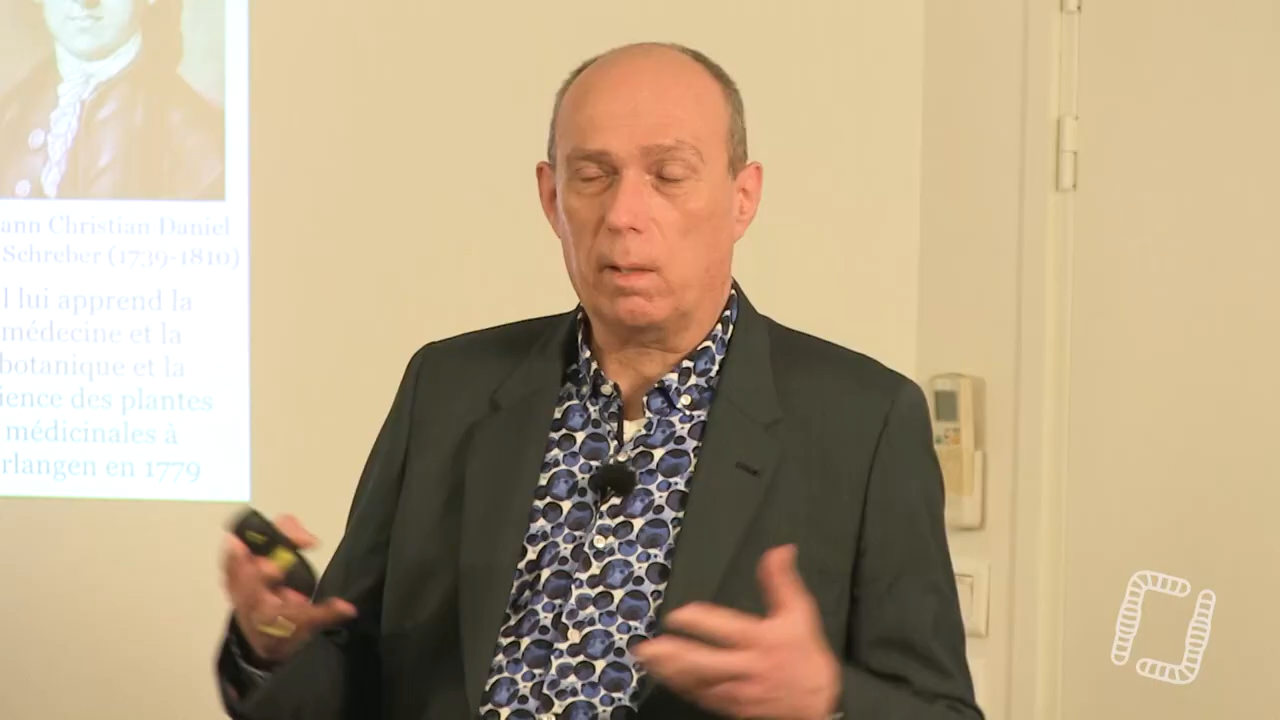 ann Christian Daniel
Schreber (1739-1810)
l lui apprend la
médecine et la
botanique et la
ience des plantes
médicinales à
rlangen en 1779